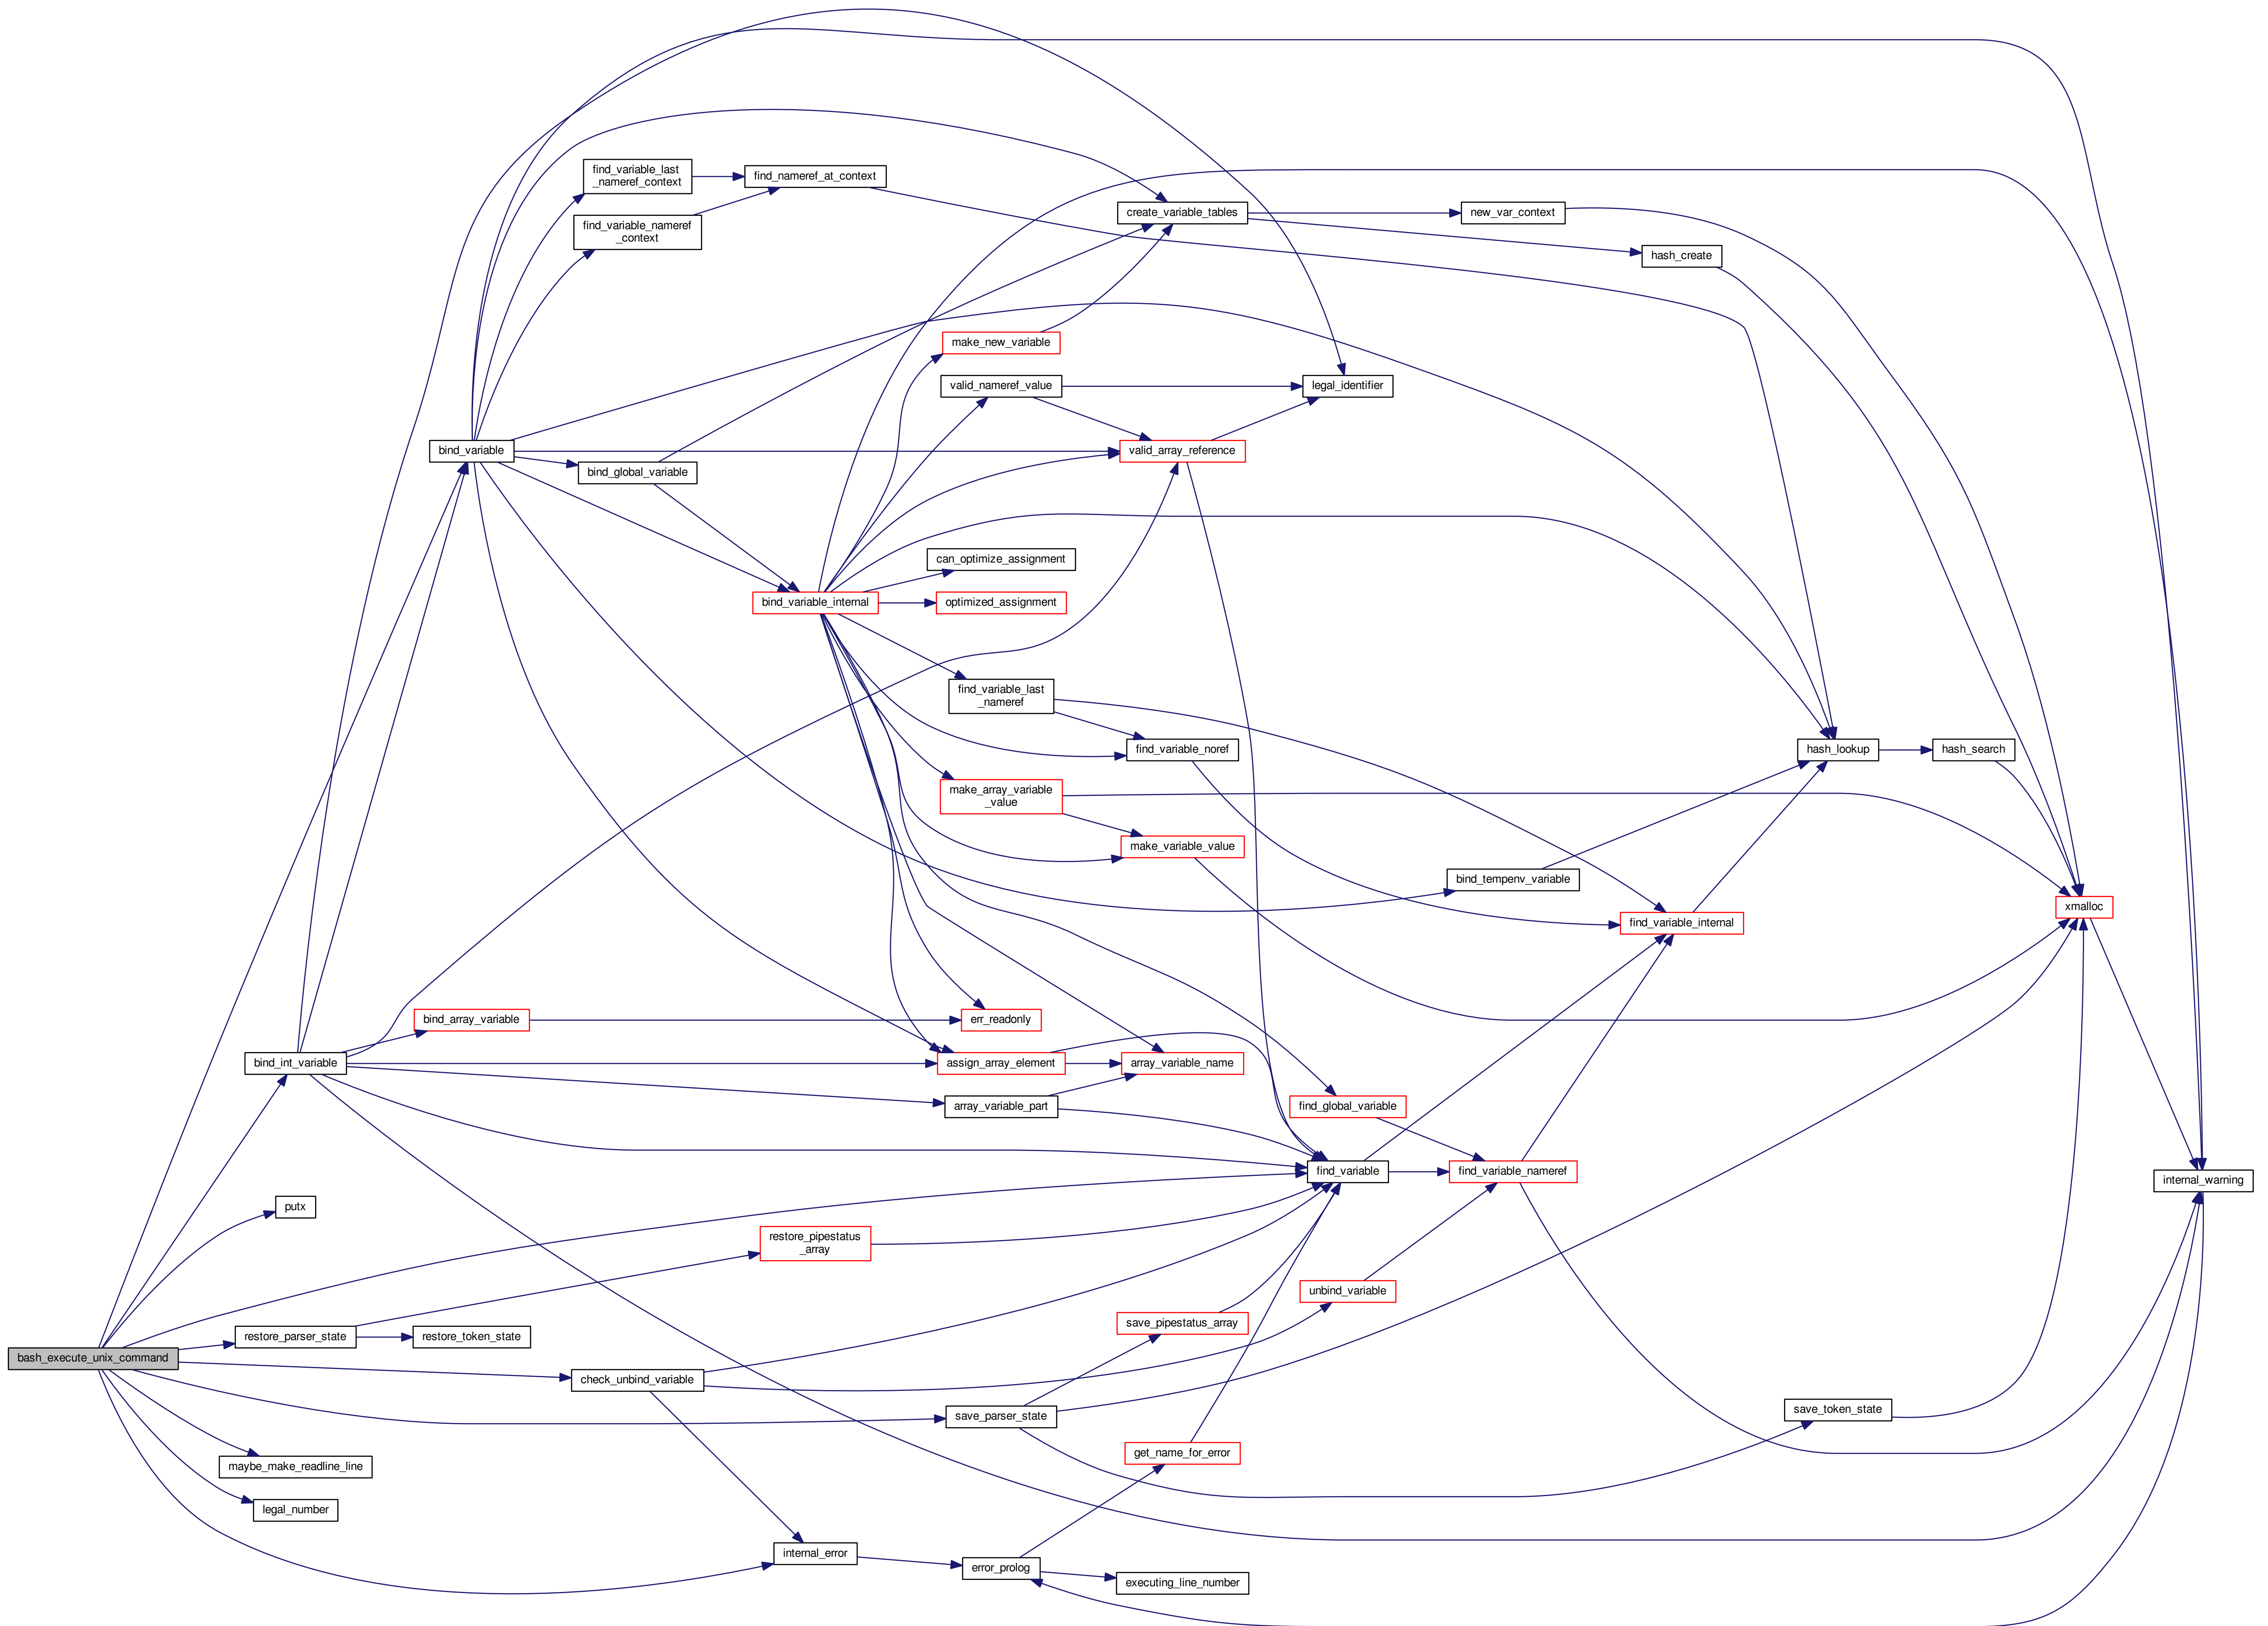 find_variable_last
_nameref_context
find_nameref_at_context
create_variable_tables
new_var_context
find_variable_nameref
_context
hash_create
make_new_variable
valid_nameref_value
legal_identifier
bind_variable
valid_array_reference
bind_global_variable
can_optimize_assignment
bind_variable_internal
optimized_assignment
find_variable_last
_nameref
find_variable_noref
hash_lookup
hash_search
make_array_variable
_value
make_variable_value
bind_tempenv_variable
xmalloc
find_variable_internal
bind_array_variable
err_readonly
bind_int_variable
assign_array_element
array_variable_name
array_variable_part
find_global_variable
find_variable
find_variable_nameref
internal_warning
putx
restore_pipestatus
_array
unbind_variable
save_pipestatus_array
restore_parser_state
restore_token_state
bash_execute_unix_command
check_unbind_variable
save_parser_state
save_token_state
get_name_for_error
maybe_make_readline_line
legal_number
internal_error
error_prolog
executing_line_number